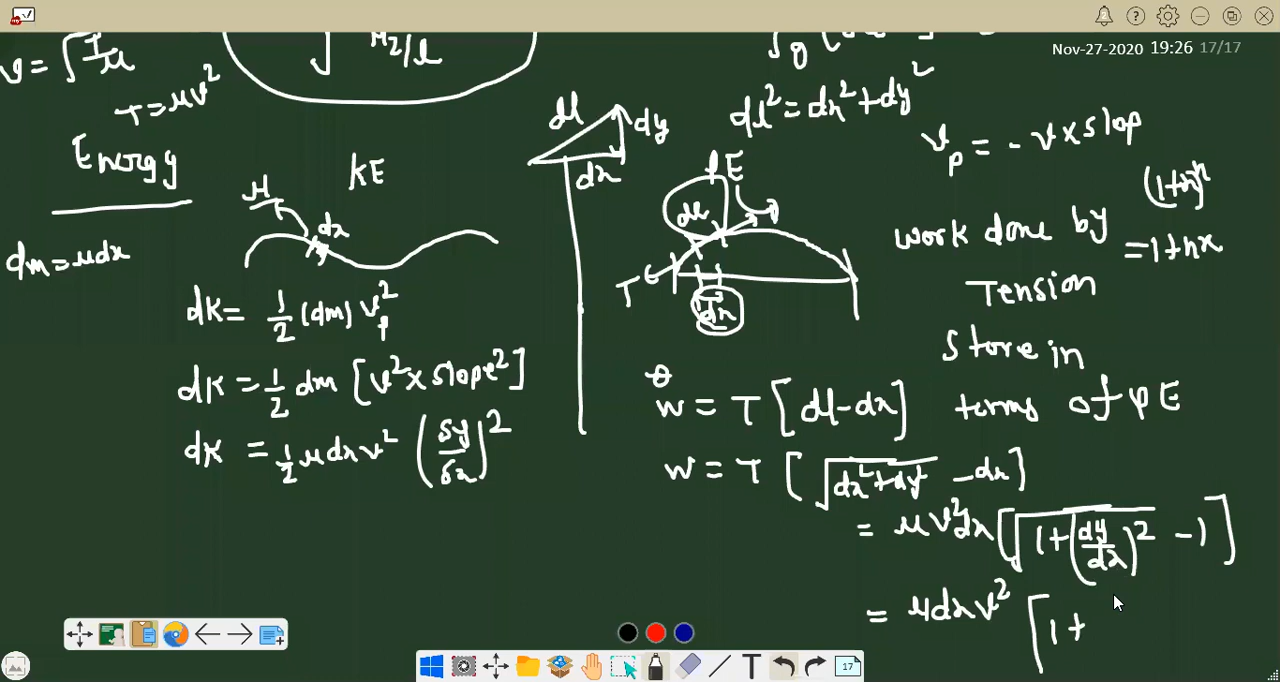 Nov-27-2020 19:26 17/17
v = √T/μ
μ2/l
T = μv²
dl² = dx² + dy²
Energy
KE
μ
dx
dm = μdx
dl
dy
dx
PE
dl
T
dx
vp = - v x slop
(1+x)ⁿ
= 1+nx
work done by
Tension
store in
terms of PE
dK = 1/2 (dm) vp²
dK = 1/2 dm [v² x slope²]
dK = 1/2 μdx v² (δy/δx)²
w = T [dl - dx]
w = T [√dx²+dy² - dx]
= μv²dx [√1+(dy/dx)² - 1]
= μdxv² [1+
17